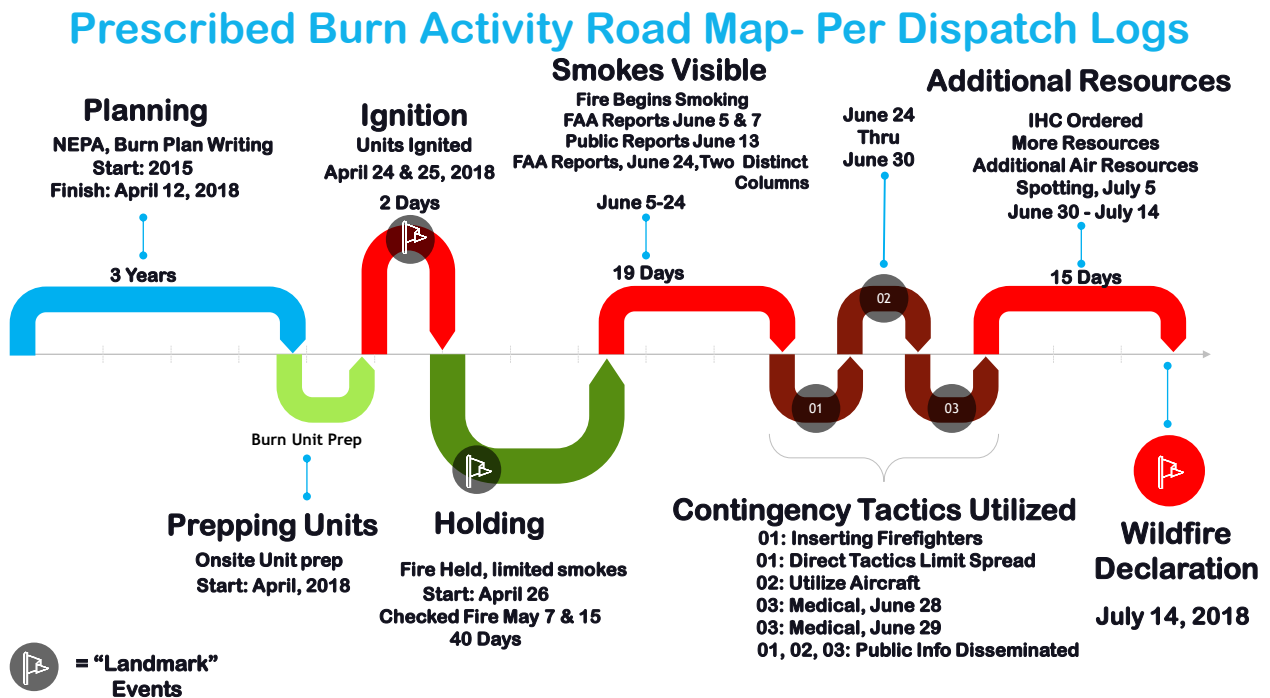 Prescribed Burn Activity Road Map- Per Dispatch Logs
Planning
NEPA, Burn Plan Writing
Start: 2015
Finish: April 12, 2018
3 Years
Burn Unit Prep
Prepping Units
Onsite Unit prep
Start: April, 2018
Ignition
Units Ignited
April 24 & 25, 2018
2 Days
Holding
Fire Held, limited smokes
Start: April 26
Checked Fire May 7 & 15
40 Days
Smokes Visible
Fire Begins Smoking
FAA Reports June 5 & 7
Public Reports June 13
FAA Reports, June 24,Two Distinct
Columns
June 5-24
19 Days
June 24
Thru
June 30
01
02
03
Contingency Tactics Utilized
01: Inserting Firefighters
01: Direct Tactics Limit Spread
02: Utilize Aircraft
03: Medical, June 28
03: Medical, June 29
01, 02, 03: Public Info Disseminated
Additional Resources
IHC Ordered
More Resources
Additional Air Resources
Spotting, July 5
June 30 - July 14
15 Days
Wildfire
Declaration
July 14, 2018
= “Landmark”
Events